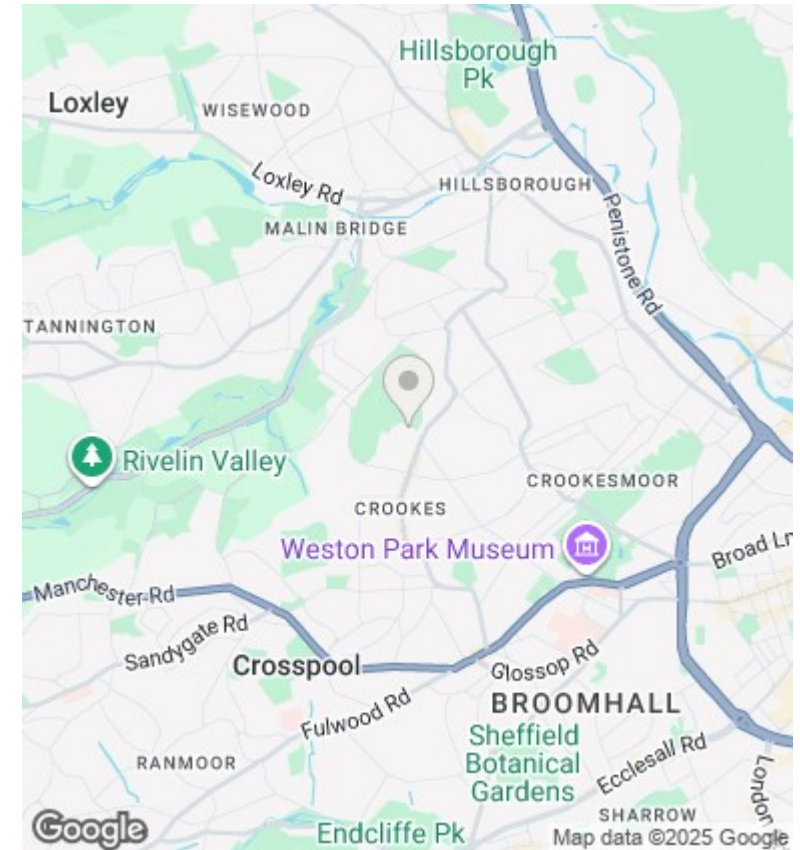 Hillsborough
Pk
Loxley
WISEWOOD
Loxley Rd
HILLSBOROUGH
MALIN BRIDGE
Penistone Rd
TANNINGTON
Rivelin Valley
CROOKES
CROOKESMOOR
Weston Park Museum
Broad Ln
Manchester Rd
Sandygate Rd
Crosspool
Glossop Rd
Fulwood Rd
BROOMHALL
Sheffield
Botanical
Gardens
RANMOOR
Ecclesall Rd
London
SHARROW
Endcliffe Pk
Google
Map data ©2025 Google